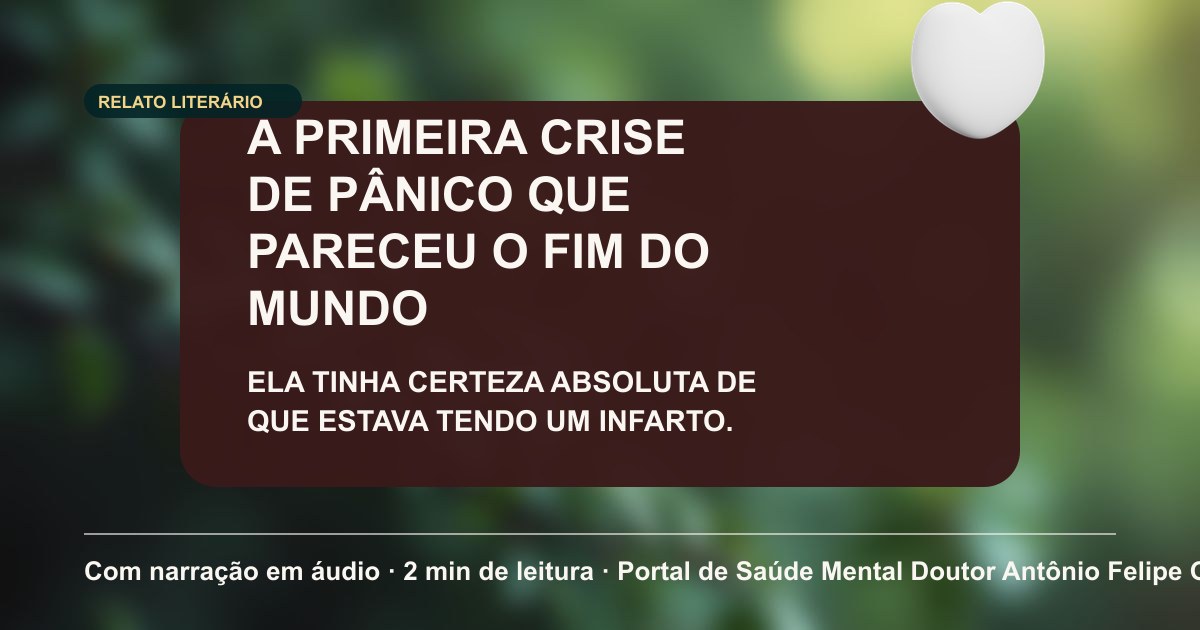 RELATO LITERÁRIO
A PRIMEIRA CRISE
DE PÂNICO QUE
PARECEU O FIM DO
MUNDO
ELA TINHA CERTEZA ABSOLUTA DE
QUE ESTAVA TENDO UM INFARTO.
Com narração em áudio · 2 min de leitura · Portal de Saúde Mental Doutor Antônio Felipe